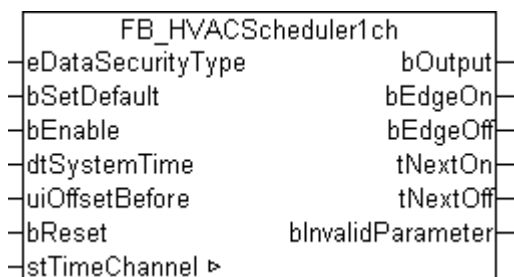 FB_HVACScheduler1ch
eDataSecurityType bOutput
bSetDefault bEdgeOn
bEnable bEdgeOff
dtSystemTime tNextOn
uiOffsetBefore tNextOff
bReset bInvalidParameter
stTimeChannel ▹